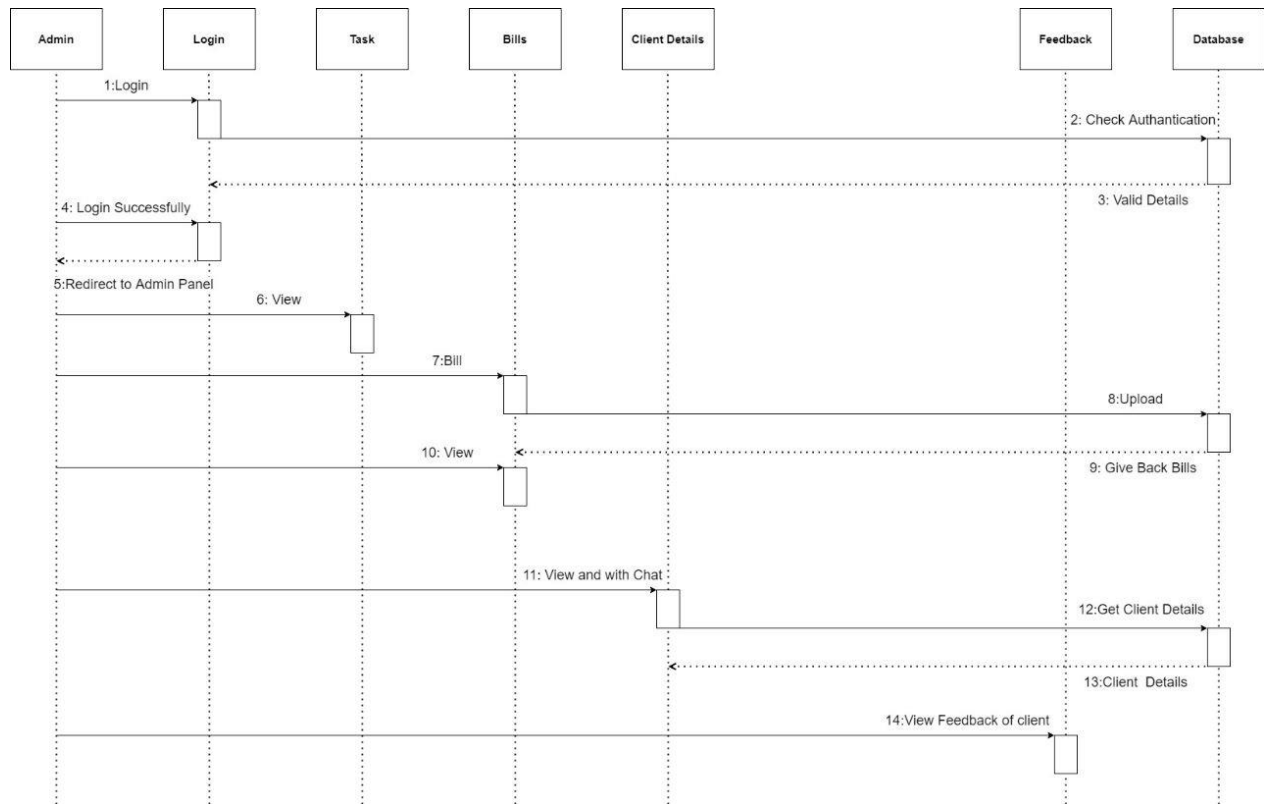 Admin
Login
Task
Bills
Client Details
Feedback
Database
1:Login
2: Check Authantication
3: Valid Details
4: Login Successfully
5:Redirect to Admin Panel
6: View
7:Bill
8:Upload
9: Give Back Bills
10: View
11: View and with Chat
12:Get Client Details
13:Client  Details
14:View Feedback of client